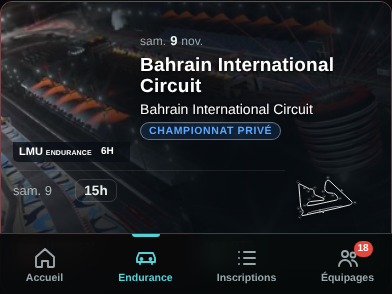 sam. 9 nov.
Bahrain International
Circuit
Bahrain International Circuit
CHAMPIONNAT PRIVÉ
LMU ENDURANCE 6H
sam. 9 15h
18
Accueil Endurance Inscriptions Équipages